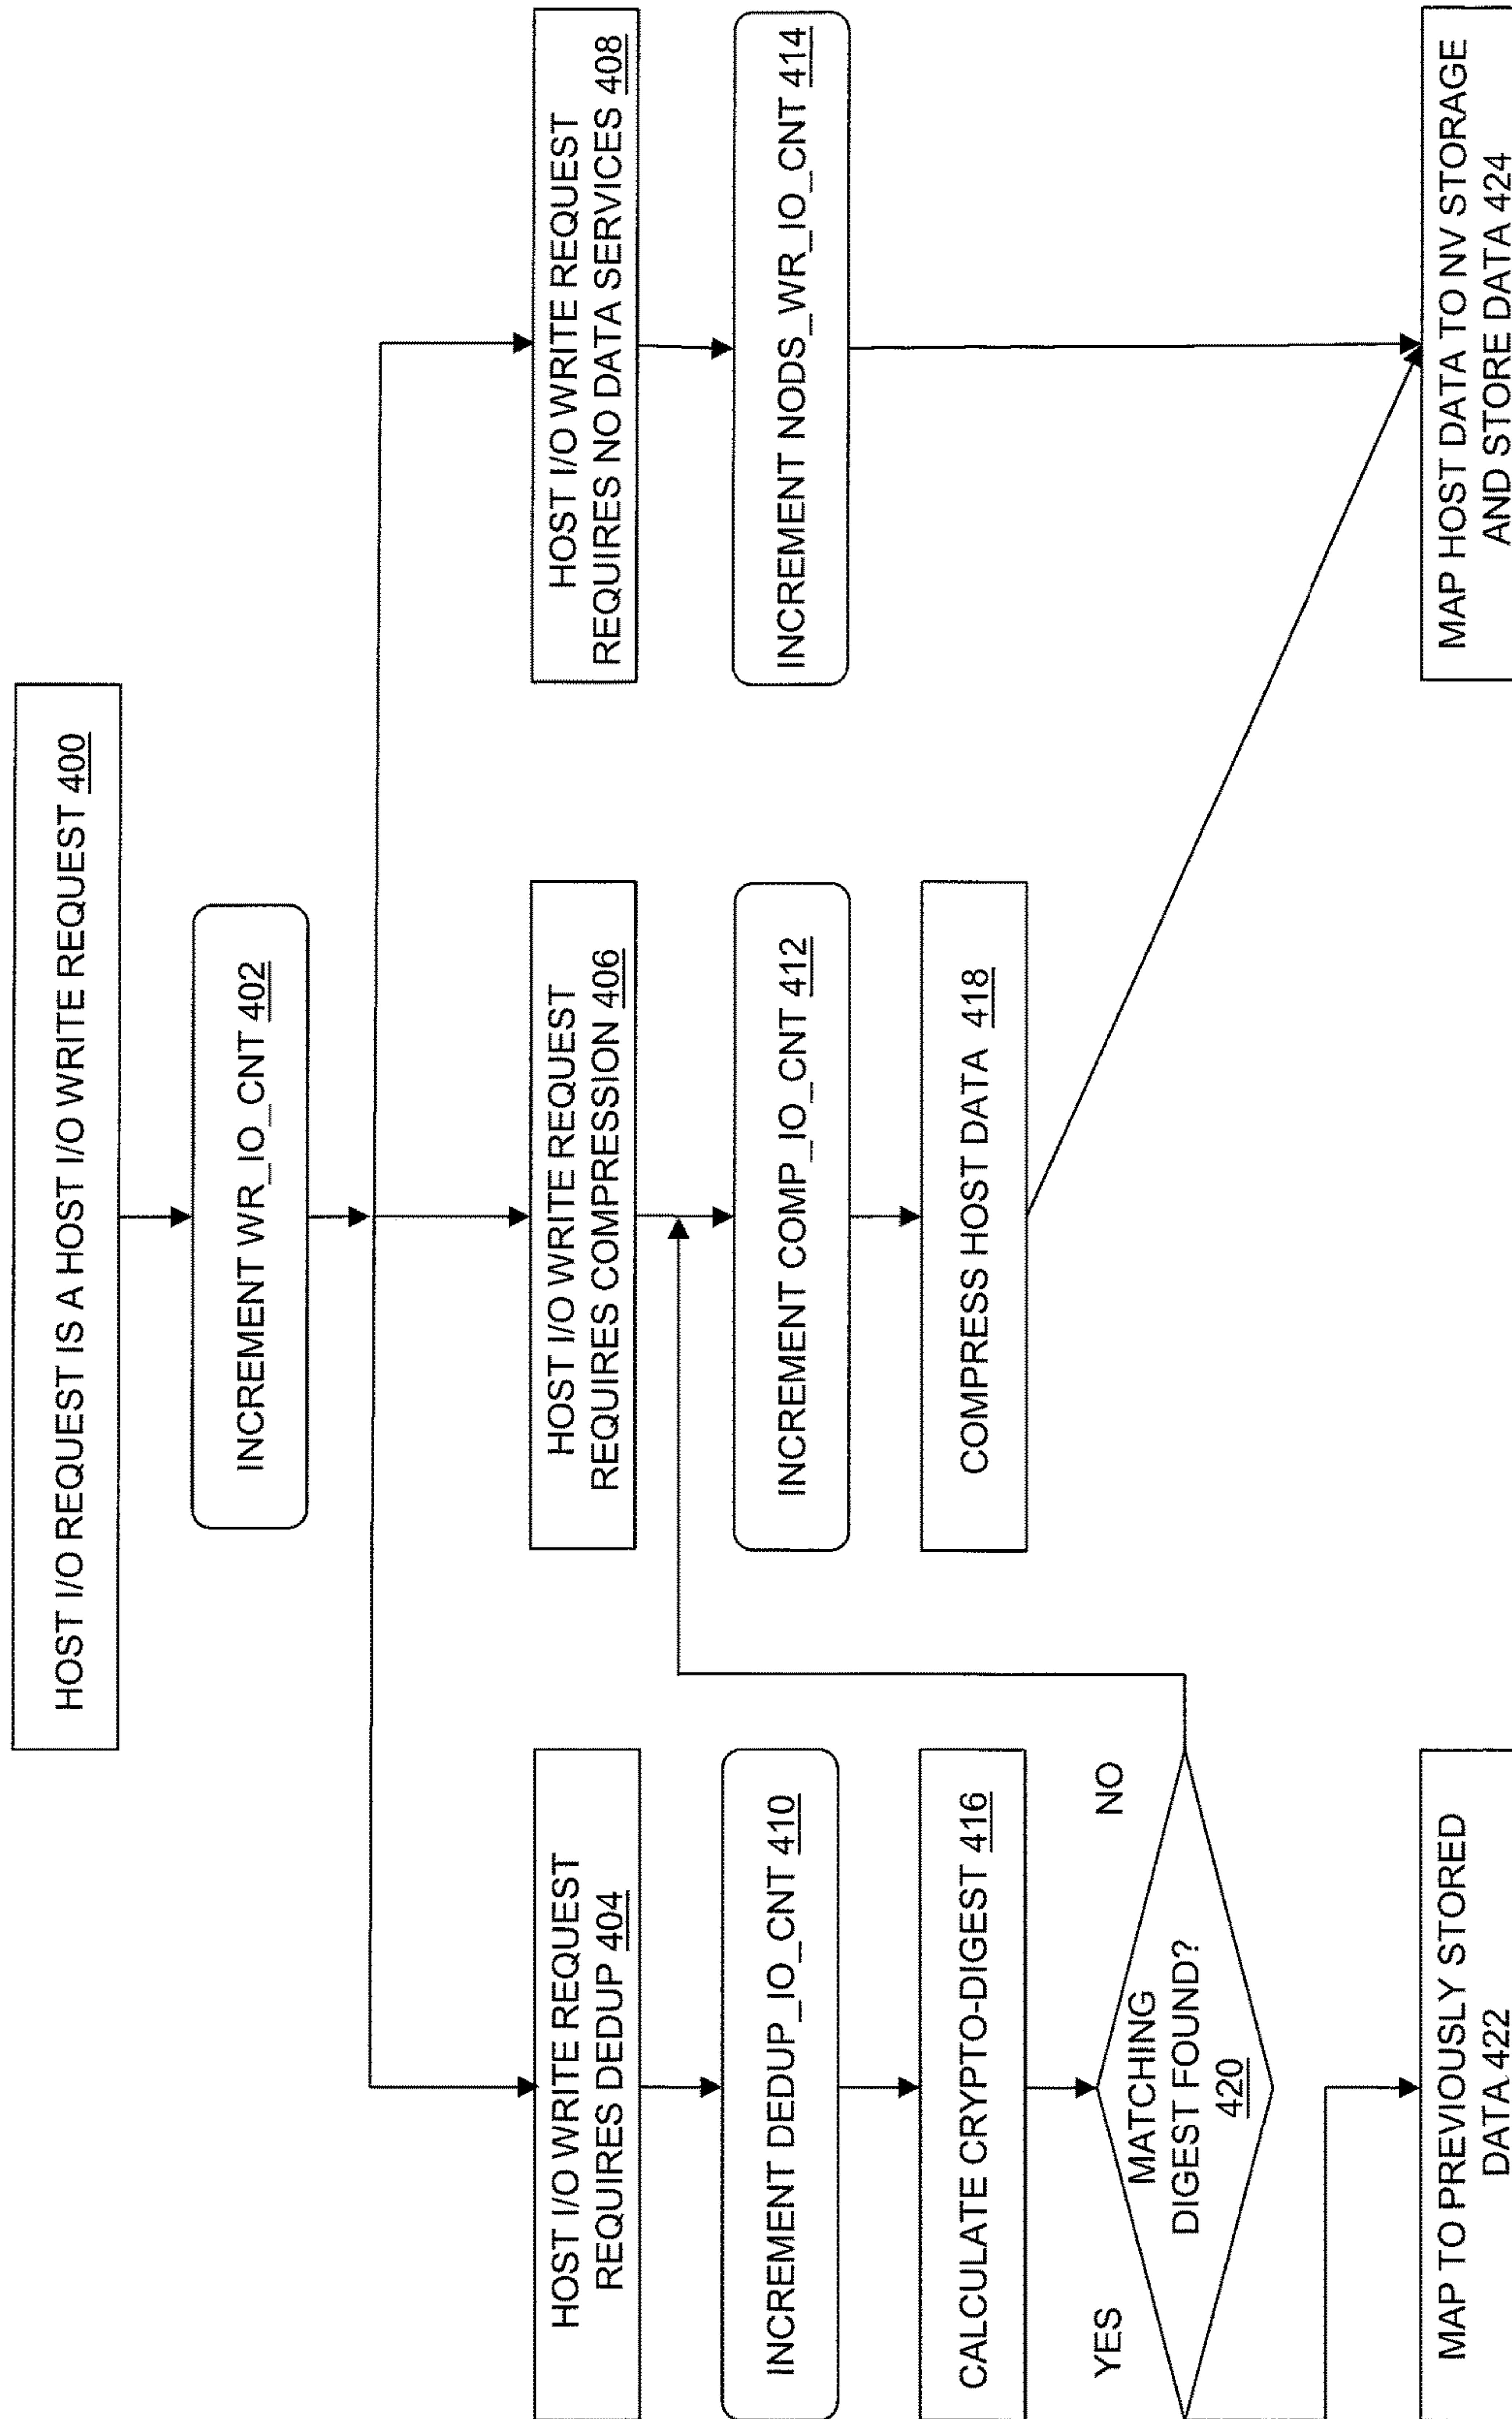 HOST I/O REQUEST IS A HOST I/O WRITE REQUEST 400
INCREMENT WR_IO_CNT 402
HOST I/O WRITE REQUEST
REQUIRES DEDUP 404
HOST I/O WRITE REQUEST
REQUIRES COMPRESSION 406
HOST I/O WRITE REQUEST
REQUIRES NO DATA SERVICES 408
INCREMENT DEDUP_IO_CNT 410
INCREMENT COMP_IO_CNT 412
INCREMENT NODS_WR_IO_CNT 414
CALCULATE CRYPTO-DIGEST 416
COMPRESS HOST DATA 418
YES
NO
MATCHING
DIGEST FOUND?
420
MAP TO PREVIOUSLY STORED
DATA 422
MAP HOST DATA TO NV STORAGE
AND STORE DATA 424